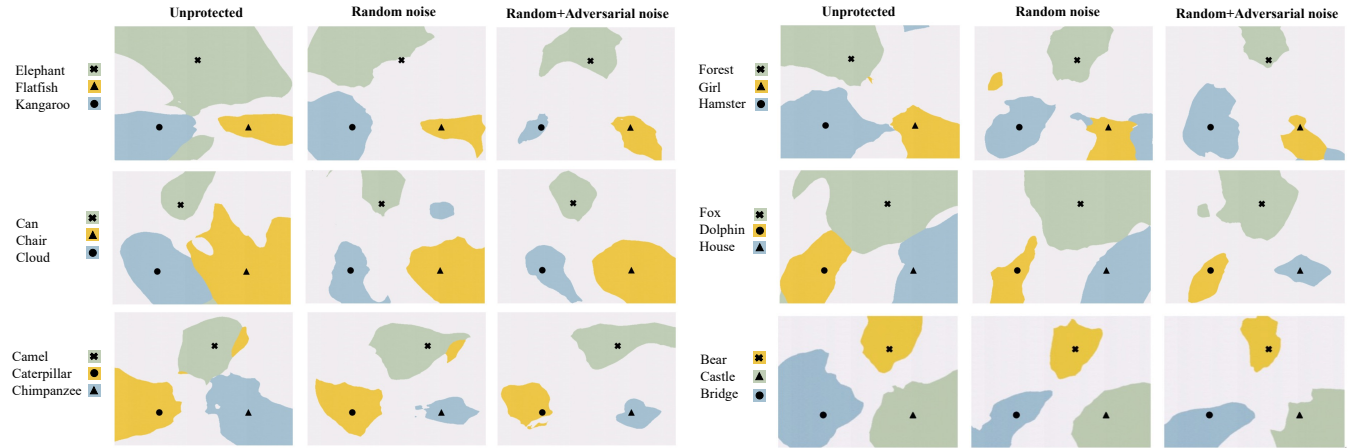 Unprotected
Random noise
Random+Adversarial noise
Elephant
Flatfish
Kangaroo
Can
Chair
Cloud
Camel
Caterpillar
Chimpanzee
Unprotected
Random noise
Random+Adversarial noise
Forest
Girl
Hamster
Fox
Dolphin
House
Bear
Castle
Bridge